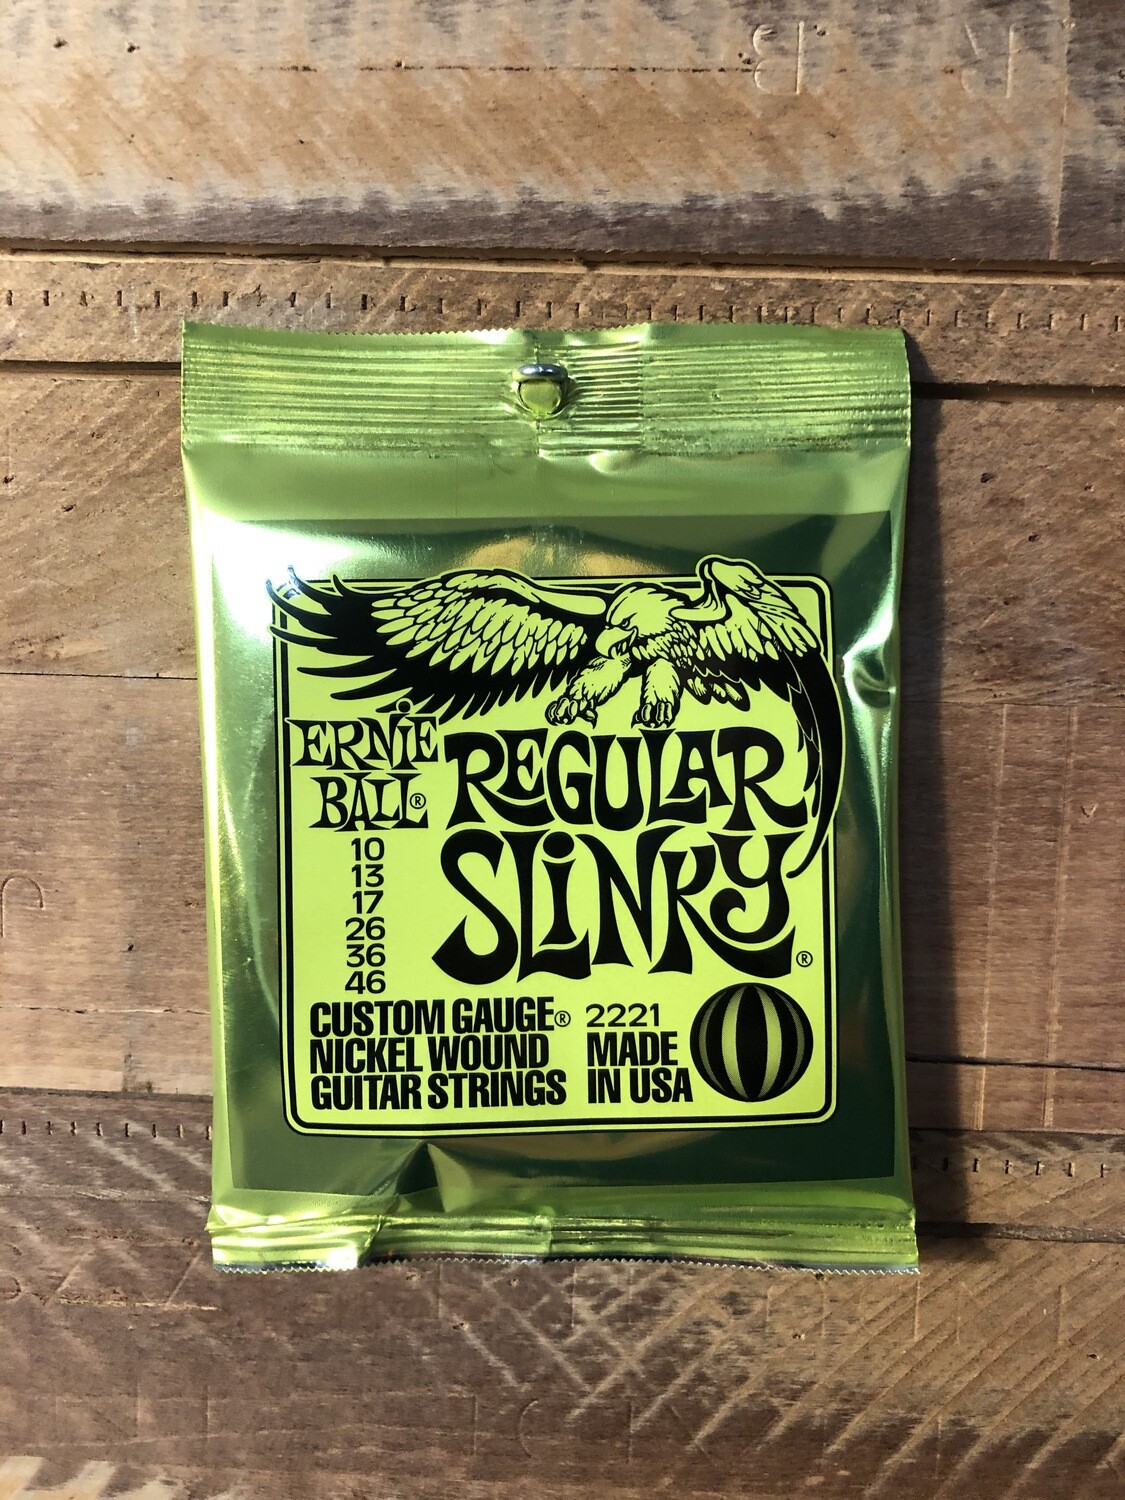 ERNiE
BALL®
REGULAR
SLiNKY®
10
13
17
26
36
46
CUSTOM GAUGE®
NICKEL WOUND
GUITAR STRINGS
2221
MADE
IN USA